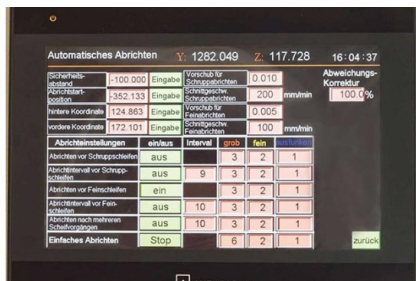 Automatisches Abrichten Y: 1282.049 Z: 117.728 16:04:37
Sicherheits-
abstand -100.000 Eingabe Vorschub für
Schruppabrichten 0.010 Abweichungs-
Korrektur
Abrichtstart-
position -352.133 Eingabe Schrittgeschw.
Schruppabrichten 200 mm/min 100.0%
hintere Koordinate 124.863 Eingabe Vorschub für
Feinabrichten 0.005
vordere Koordinate 172.101 Eingabe Schrittgeschw.
Feinabrichten 100 mm/min
Abrichteinstellungen ein/aus Interval grob fein
Abrichten vor Schruppschleifen aus 3 2 1
Abrichtintervall vor Schrupp-
schleifen aus 9 3 2 1
Abrichten vor Feinschleifen ein 3 2 1
Abrichtintervall vor Fein-
schleifen aus 10 3 2 1
Abrichten nach mehreren
Scheifvorgängen aus 10 3 2 1
Einfaches Abrichten Stop 6 2 1 zurück